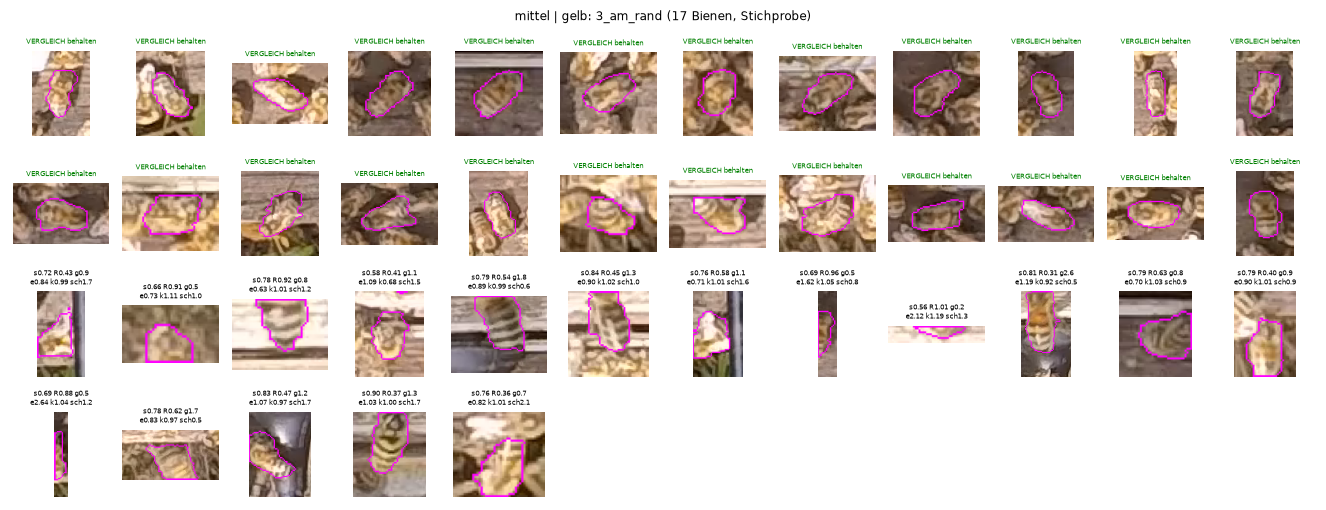 mittel | gelb: 3_am_rand (17 Bienen, Stichprobe)
VERGLEICH behalten VERGLEICH behalten VERGLEICH behalten VERGLEICH behalten VERGLEICH behalten VERGLEICH behalten VERGLEICH behalten VERGLEICH behalten VERGLEICH behalten VERGLEICH behalten VERGLEICH behalten VERGLEICH behalten
VERGLEICH behalten VERGLEICH behalten VERGLEICH behalten VERGLEICH behalten VERGLEICH behalten VERGLEICH behalten VERGLEICH behalten VERGLEICH behalten VERGLEICH behalten VERGLEICH behalten VERGLEICH behalten VERGLEICH behalten
s0.72 R0.43 g0.9
e0.84 k0.99 sch1.7
s0.66 R0.91 g0.5
e0.73 k1.11 sch1.0
s0.78 R0.92 g0.8
e0.63 k1.01 sch1.2
s0.58 R0.41 g1.1
e1.09 k0.68 sch1.5
s0.79 R0.54 g1.8
e0.89 k0.99 sch0.6
s0.84 R0.45 g1.3
e0.90 k1.02 sch1.0
s0.76 R0.58 g1.1
e0.71 k1.01 sch1.6
s0.69 R0.96 g0.5
e1.62 k1.05 sch0.8
s0.56 R1.01 g0.2
e2.12 k1.19 sch1.3
s0.81 R0.31 g2.6
e1.19 k0.92 sch0.5
s0.79 R0.63 g0.8
e0.70 k1.03 sch0.9
s0.79 R0.40 g0.9
e0.90 k1.01 sch0.9
s0.69 R0.88 g0.5
e2.64 k1.04 sch1.2
s0.78 R0.62 g1.7
e0.83 k0.97 sch0.5
s0.83 R0.47 g1.2
e1.07 k0.97 sch1.7
s0.90 R0.37 g1.3
e1.03 k1.00 sch1.7
s0.76 R0.36 g0.7
e0.82 k1.01 sch2.1